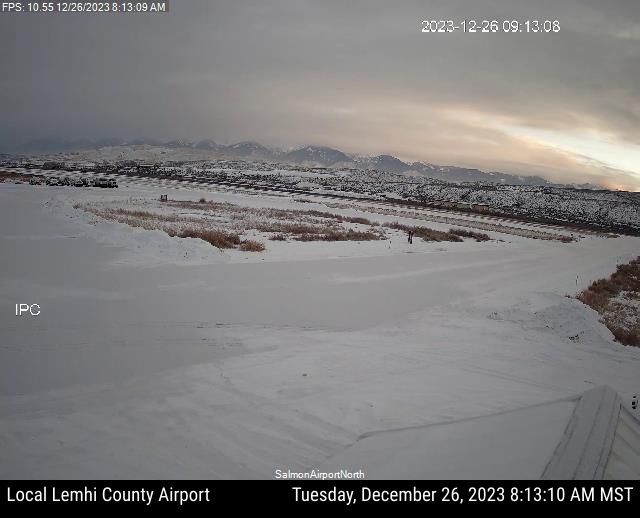 FPS: 10.55 12/26/2023 8:13:09 AM
2023-12-26 09:13:08
IPC
SalmonAirportNorth
Local Lemhi County Airport
Tuesday, December 26, 2023 8:13:10 AM MST